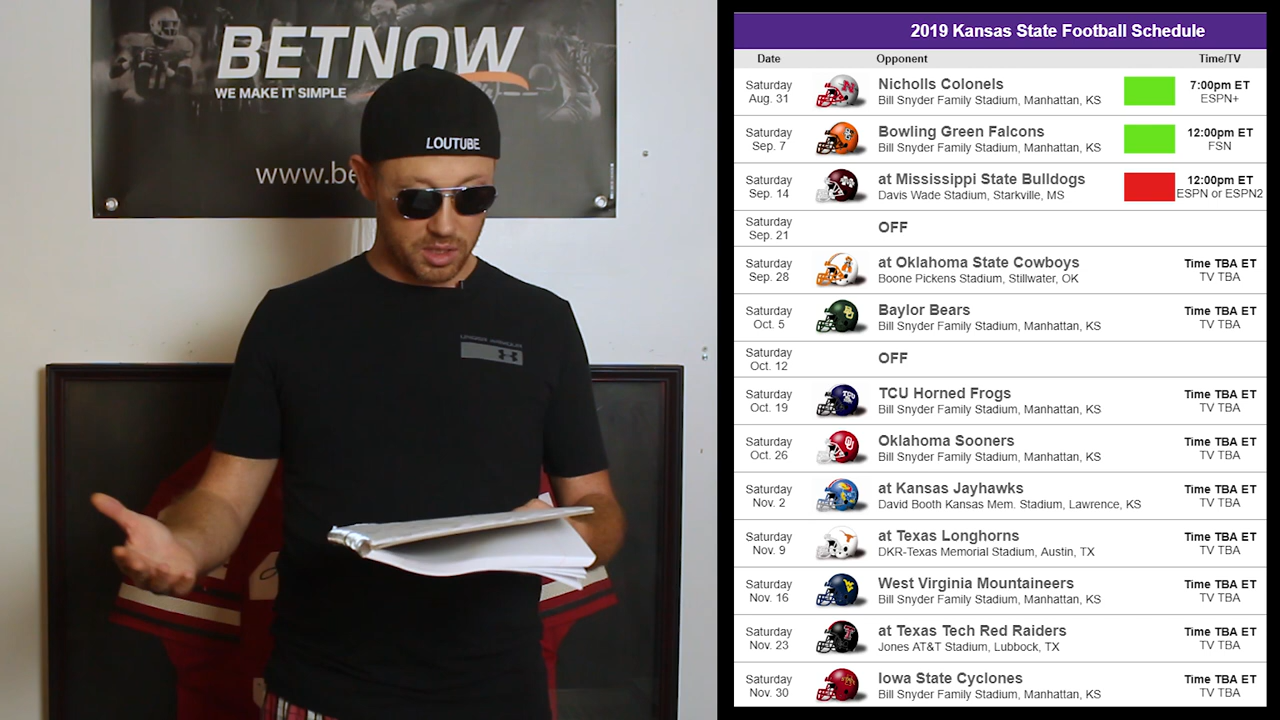 BETNOW
WE MAKE IT SIMPLE
www.be
LOUTUBE
UNDER ARMOUR
2019 Kansas State Football Schedule
Date Opponent Time/TV
Saturday Nicholls Colonels 7:00pm ET
Aug. 31 Bill Snyder Family Stadium, Manhattan, KS ESPN+
Saturday Bowling Green Falcons 12:00pm ET
Sep. 7 Bill Snyder Family Stadium, Manhattan, KS FSN
Saturday at Mississippi State Bulldogs 12:00pm ET
Sep. 14 Davis Wade Stadium, Starkville, MS ESPN or ESPN2
Saturday
Sep. 21 OFF
Saturday at Oklahoma State Cowboys Time TBA ET
Sep. 28 Boone Pickens Stadium, Stillwater, OK TV TBA
Saturday Baylor Bears Time TBA ET
Oct. 5 Bill Snyder Family Stadium, Manhattan, KS TV TBA
Saturday
Oct. 12 OFF
Saturday TCU Horned Frogs Time TBA ET
Oct. 19 Bill Snyder Family Stadium, Manhattan, KS TV TBA
Saturday Oklahoma Sooners Time TBA ET
Oct. 26 Bill Snyder Family Stadium, Manhattan, KS TV TBA
Saturday at Kansas Jayhawks Time TBA ET
Nov. 2 David Booth Kansas Mem. Stadium, Lawrence, KS TV TBA
Saturday at Texas Longhorns Time TBA ET
Nov. 9 DKR-Texas Memorial Stadium, Austin, TX TV TBA
Saturday West Virginia Mountaineers Time TBA ET
Nov. 16 Bill Snyder Family Stadium, Manhattan, KS TV TBA
Saturday at Texas Tech Red Raiders Time TBA ET
Nov. 23 Jones AT&T Stadium, Lubbock, TX TV TBA
Saturday Iowa State Cyclones Time TBA ET
Nov. 30 Bill Snyder Family Stadium, Manhattan, KS TV TBA